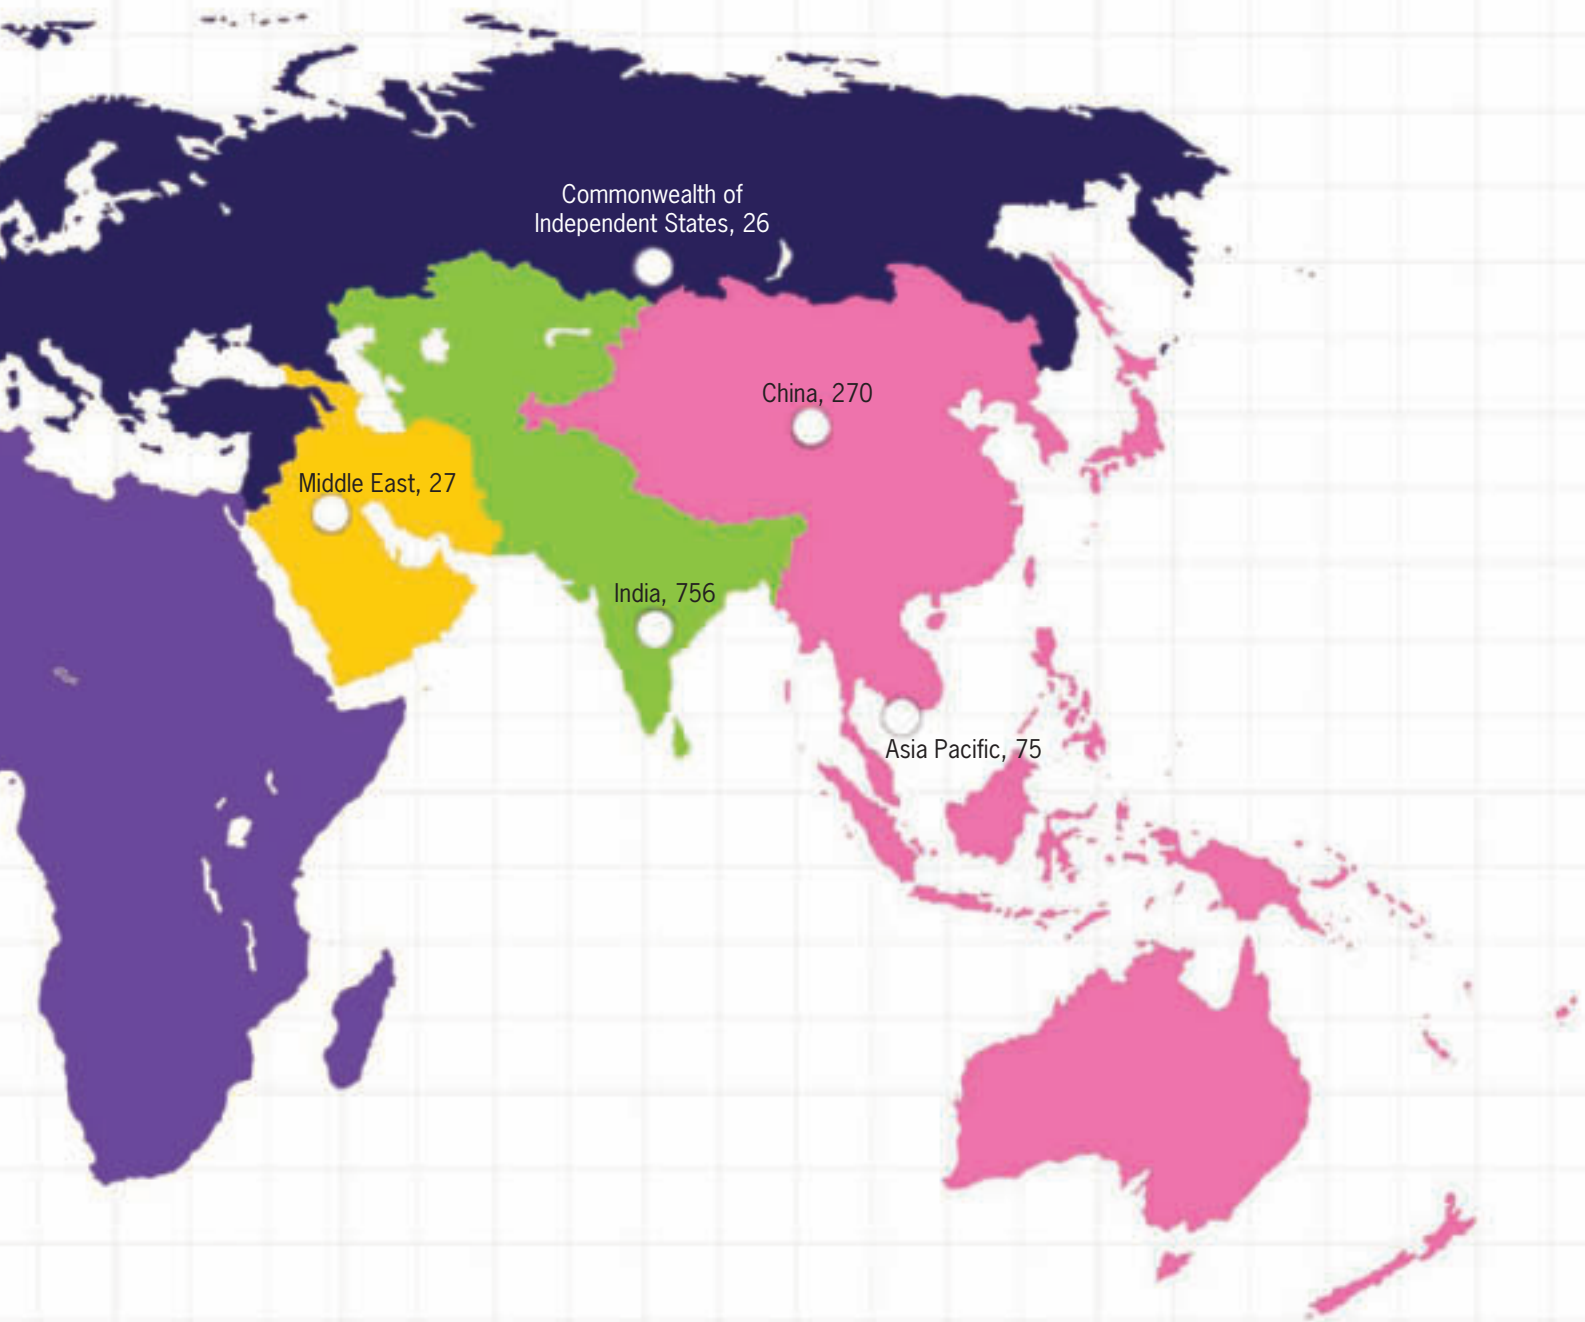 Commonwealth of
Independent States, 26
China, 270
Middle East, 27
India, 756
Asia Pacific, 75